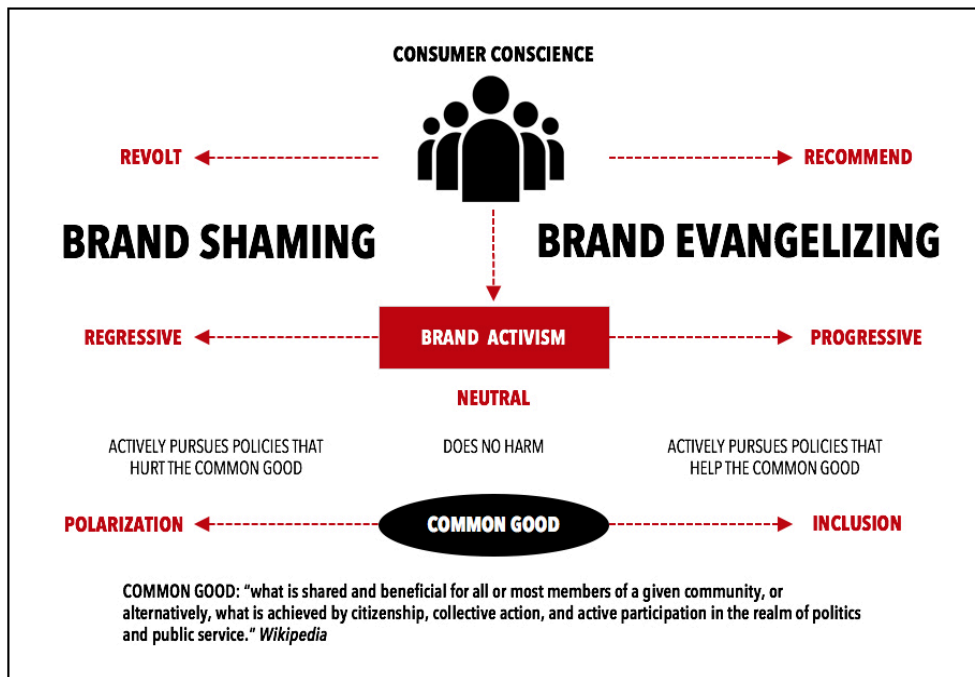 CONSUMER CONSCIENCE
REVOLT
RECOMMEND
BRAND SHAMING
BRAND EVANGELIZING
REGRESSIVE
BRAND ACTIVISM
PROGRESSIVE
NEUTRAL
ACTIVELY PURSUES POLICIES THAT
HURT THE COMMON GOOD
DOES NO HARM
ACTIVELY PURSUES POLICIES THAT
HELP THE COMMON GOOD
POLARIZATION
COMMON GOOD
INCLUSION
COMMON GOOD: “what is shared and beneficial for all or most members of a given community, or
alternatively, what is achieved by citizenship, collective action, and active participation in the realm of politics
and public service.” Wikipedia